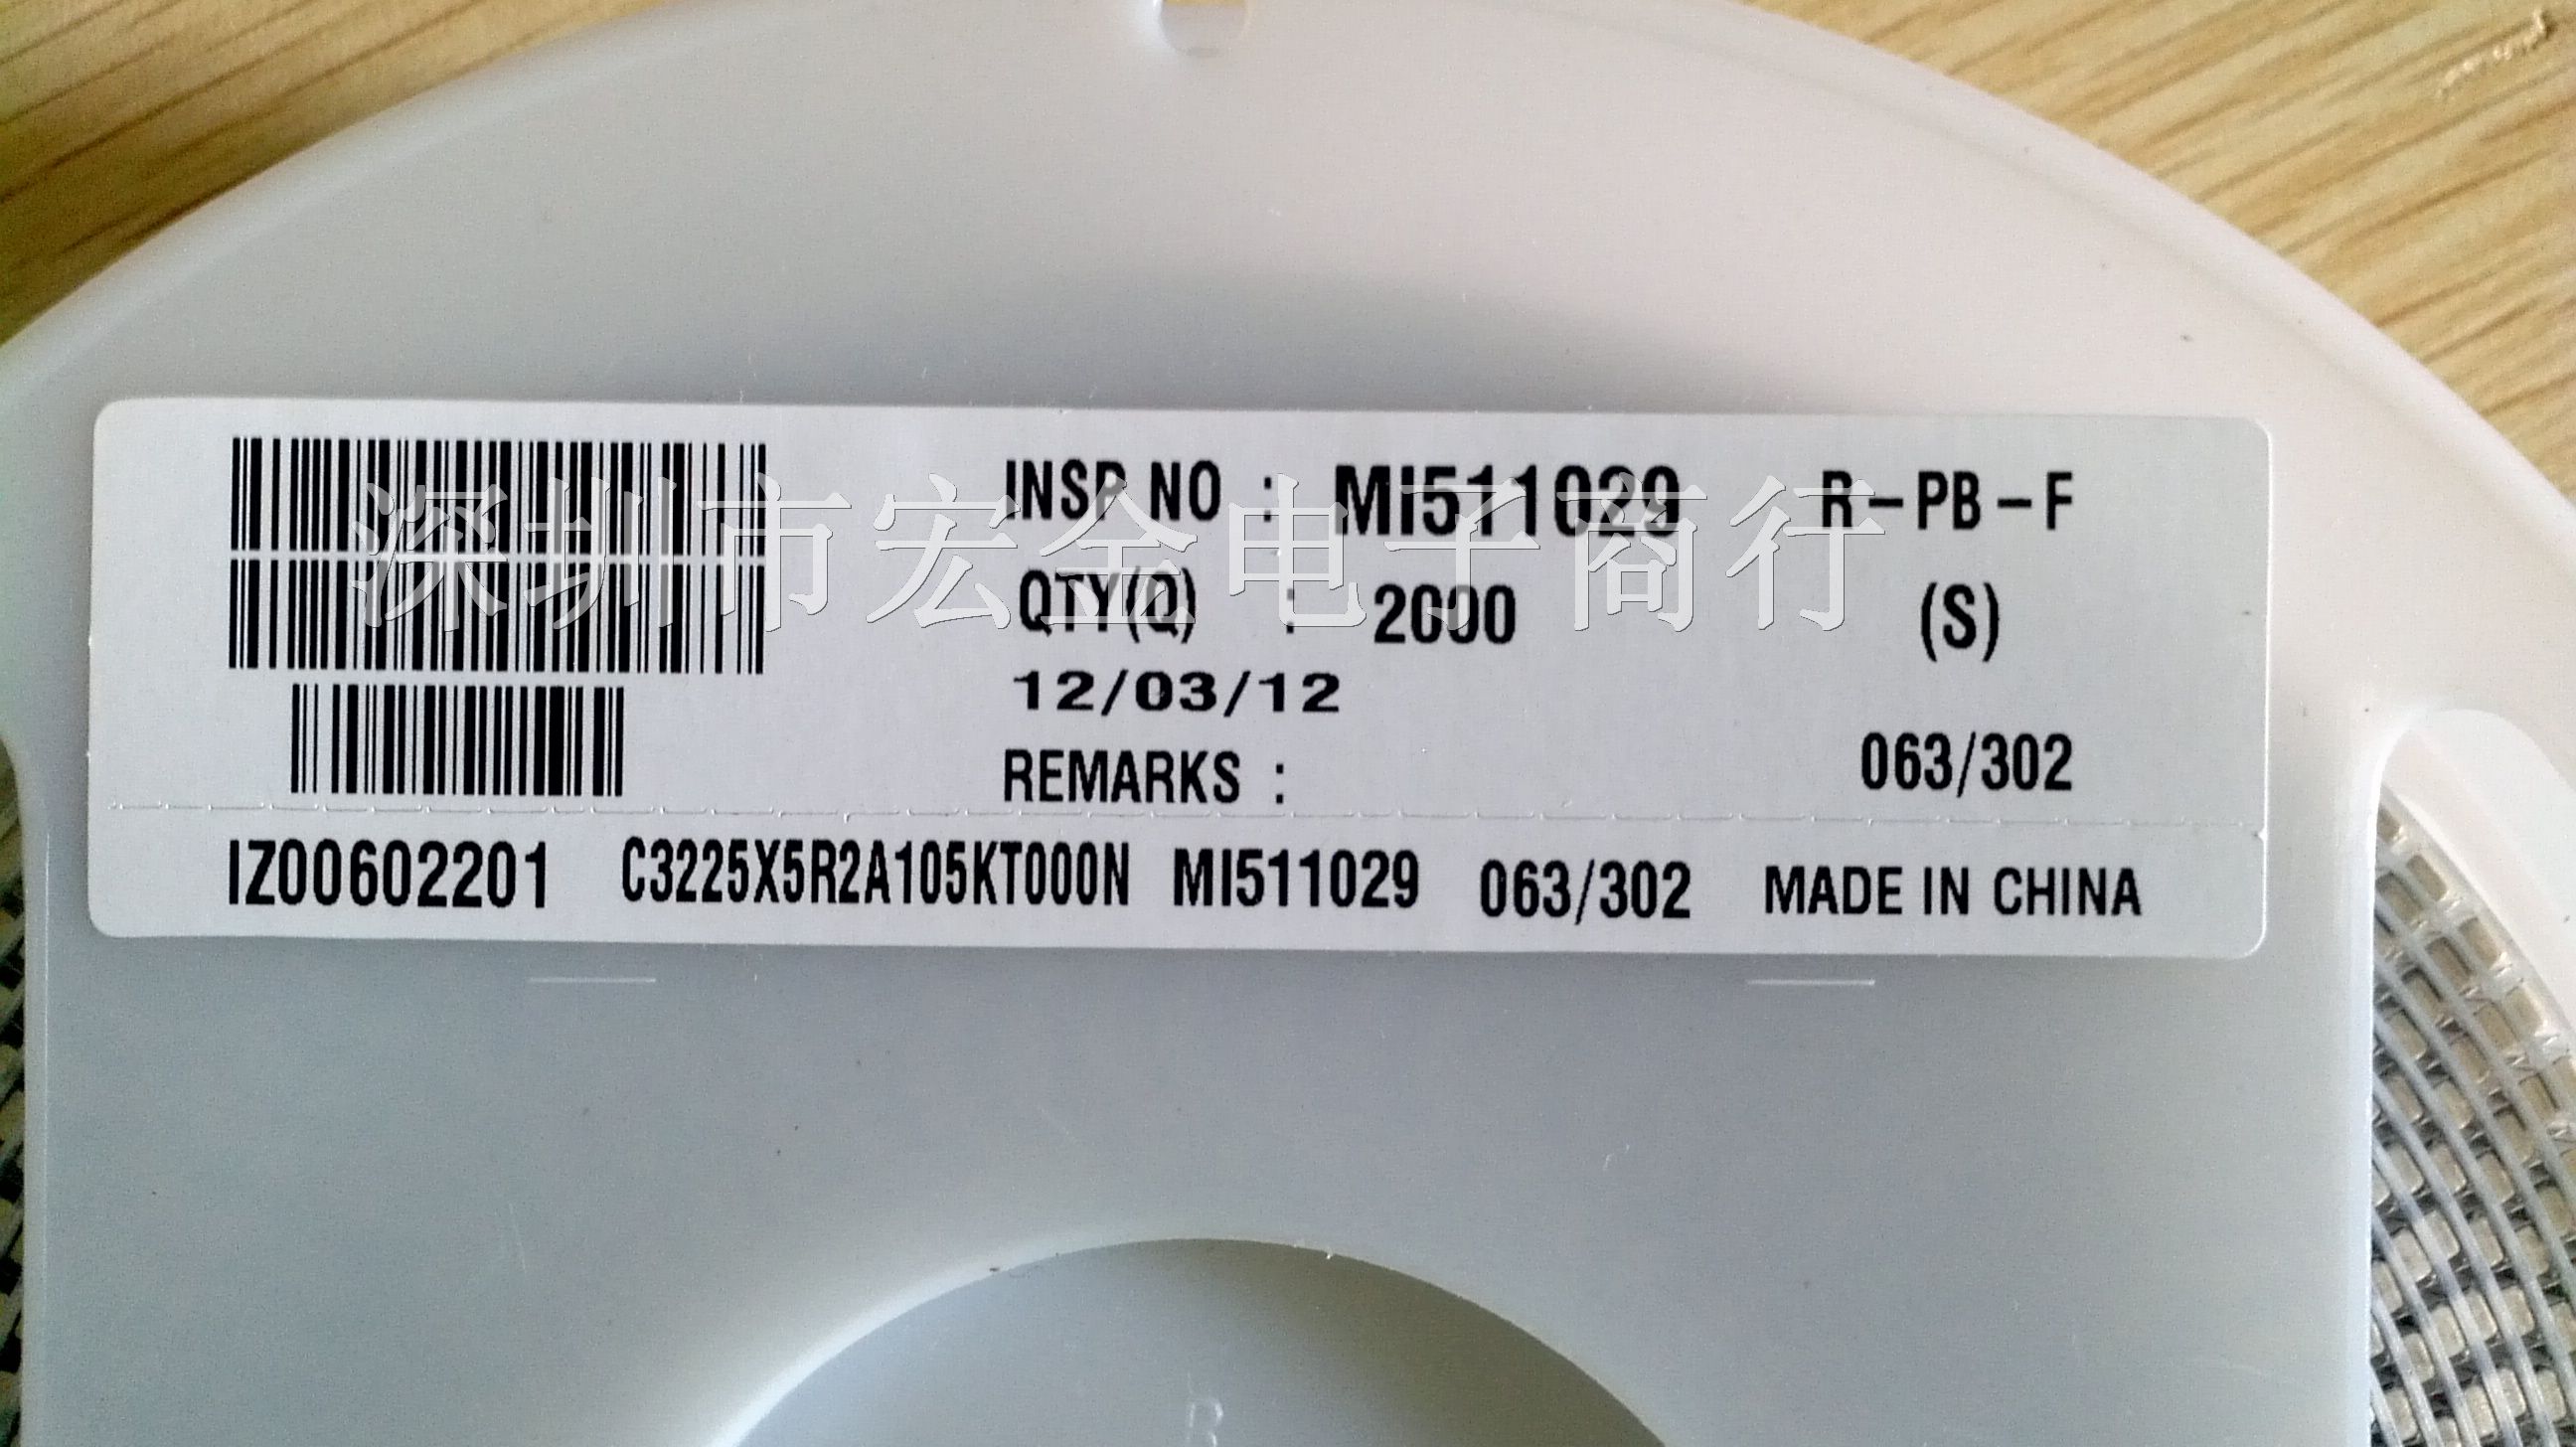 INSP NO : MI511029 R-PB-F
深圳市宏金电子商行
QTY(Q) : 2000 (S)
12/03/12
REMARKS :
063/302
IZ00602201 C3225X5R2A105KT000N MI511029 063/302 MADE IN CHINA